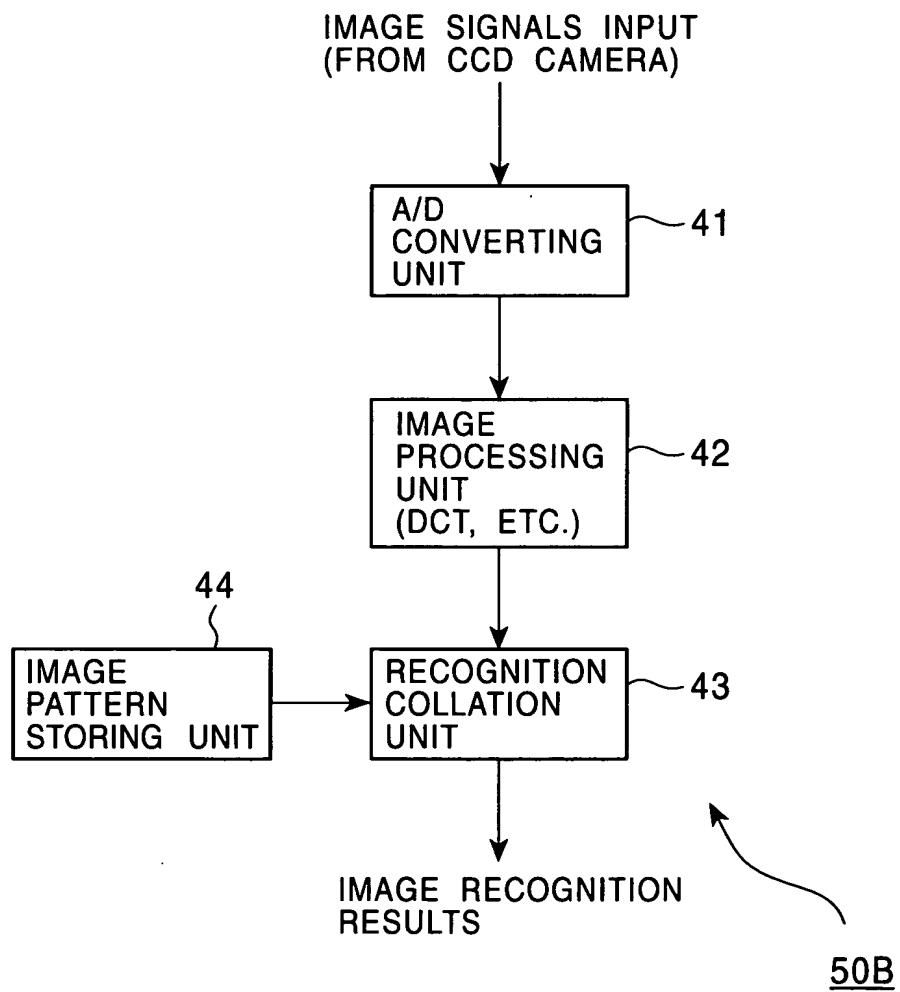 IMAGE SIGNALS INPUT
(FROM CCD CAMERA)
A/D
CONVERTING
UNIT
41
IMAGE
PROCESSING
UNIT
(DCT, ETC.)
42
44
IMAGE
PATTERN
STORING UNIT
RECOGNITION
COLLATION
UNIT
43
IMAGE RECOGNITION
RESULTS
50B